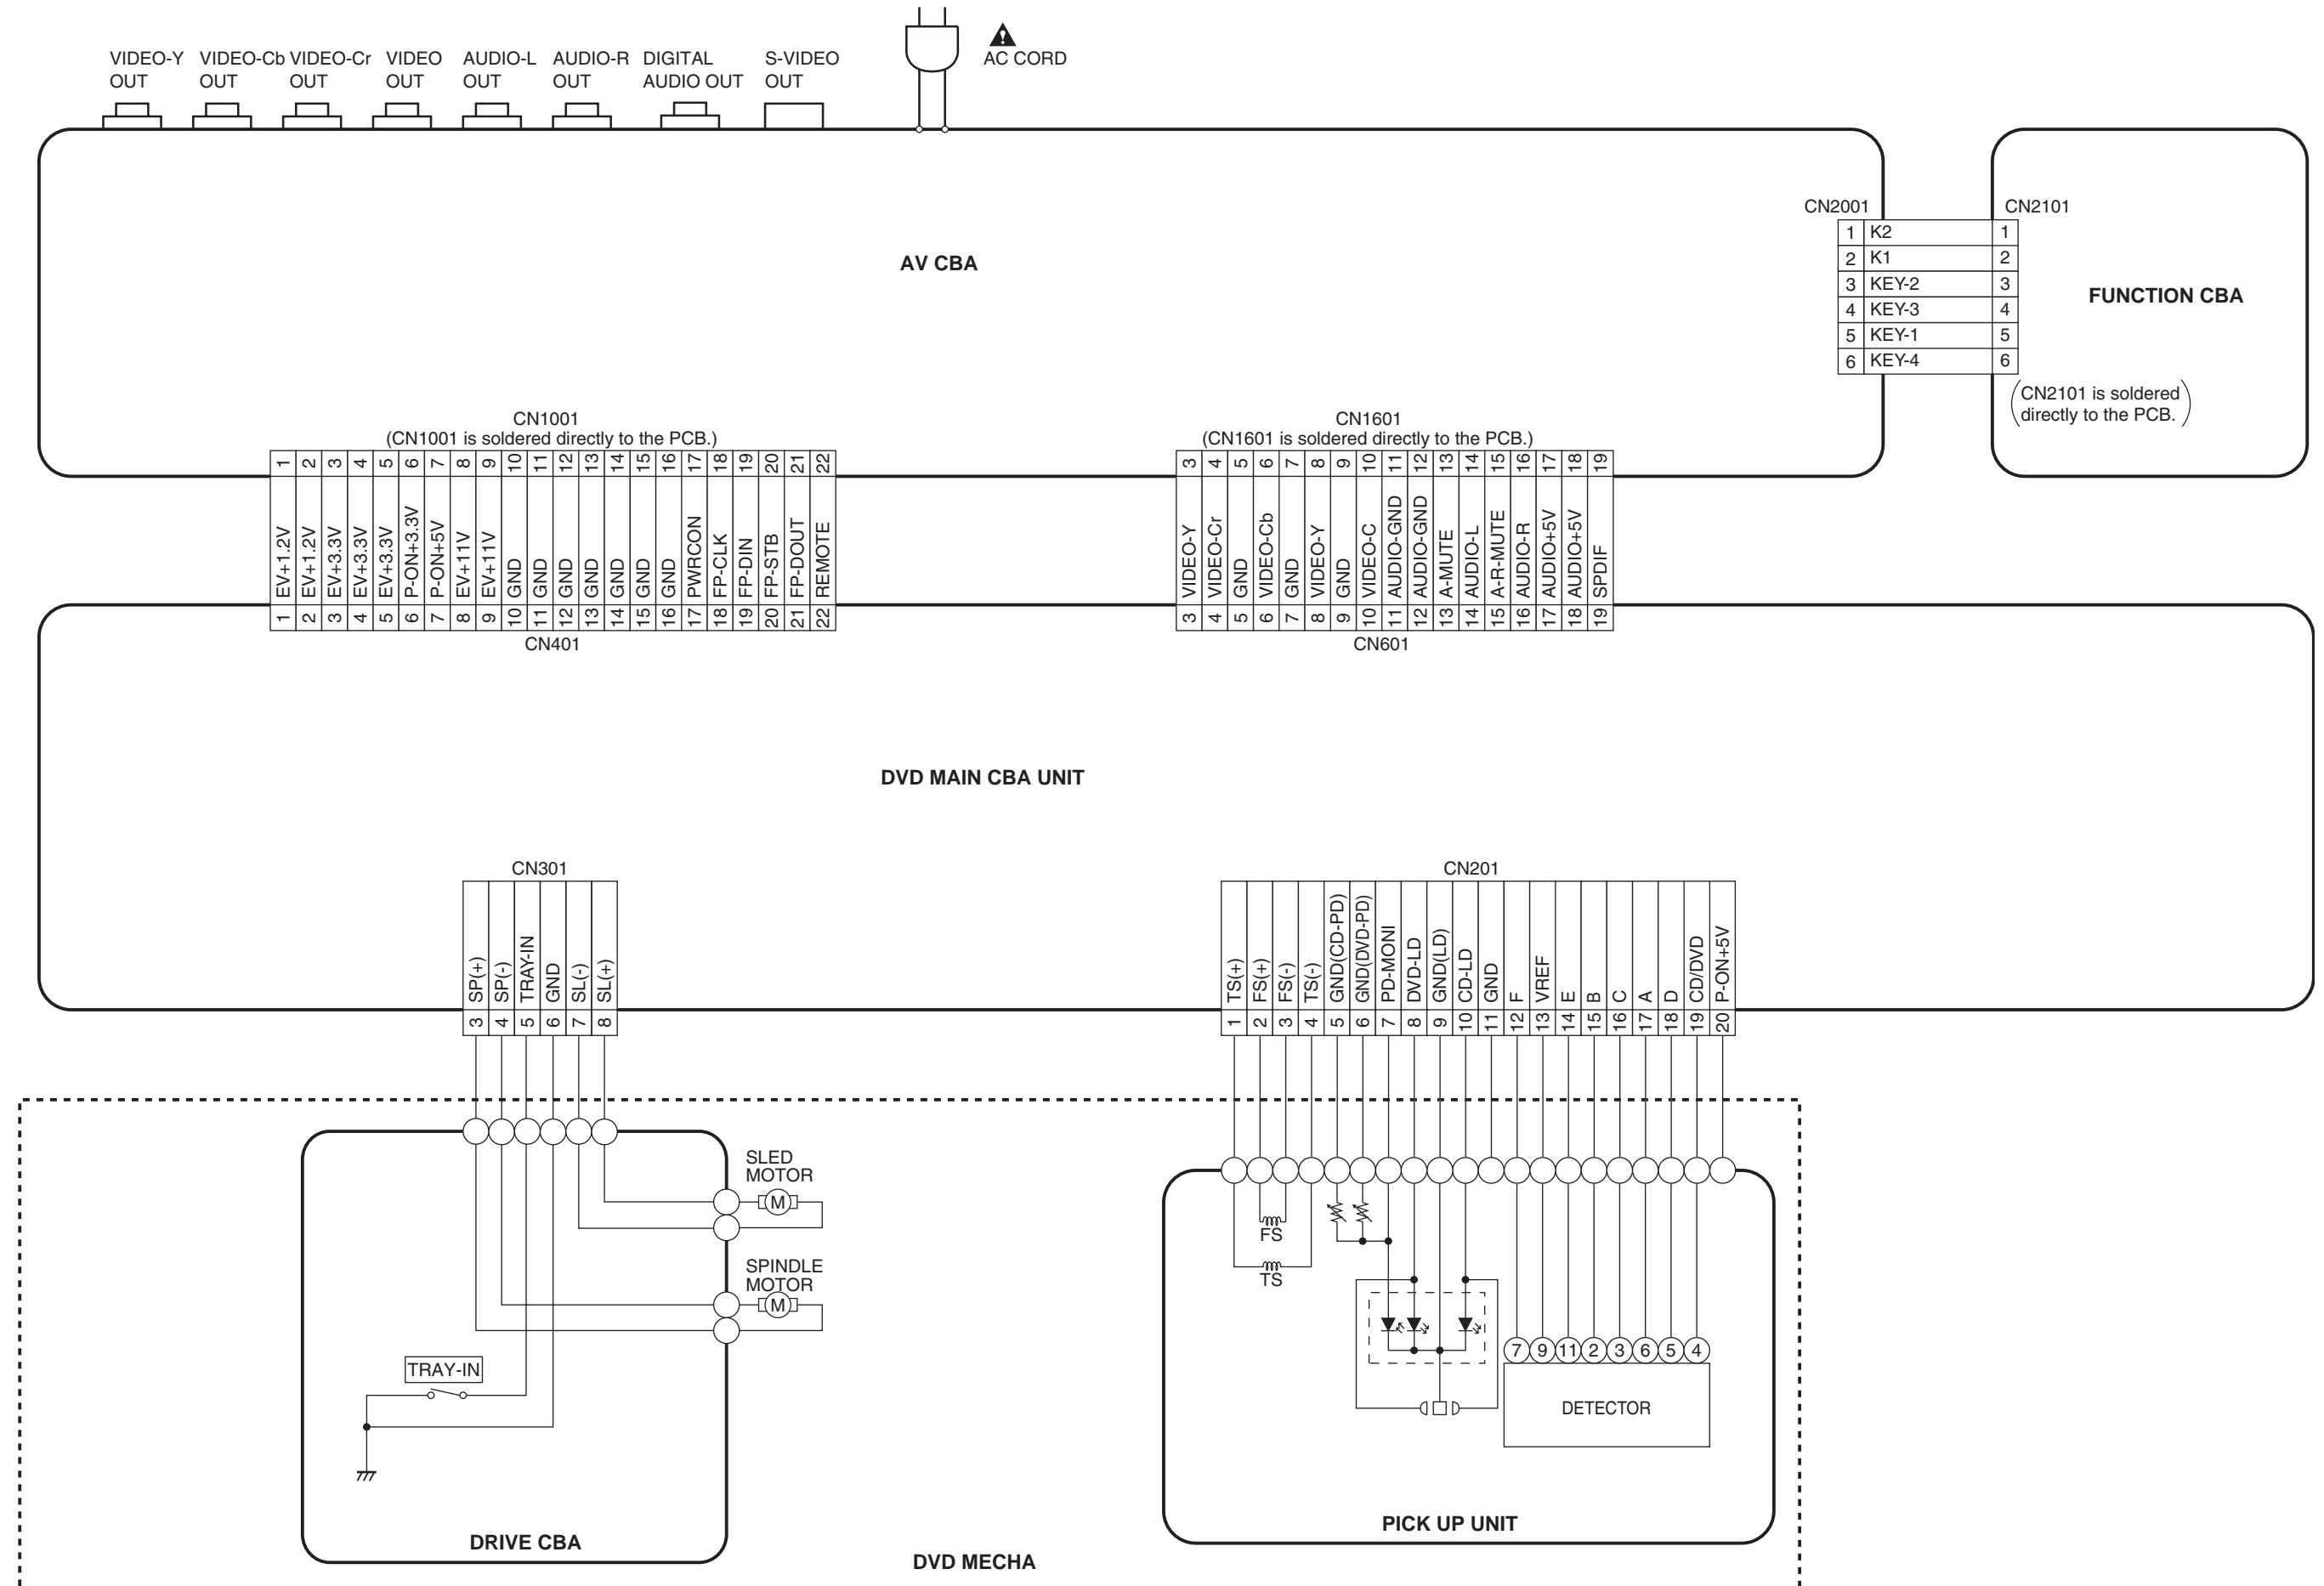 VIDEO-Y OUT
VIDEO-Cb OUT
VIDEO-Cr OUT
VIDEO OUT
AUDIO-L OUT
AUDIO-R OUT
DIGITAL AUDIO OUT
S-VIDEO OUT
!
AC CORD
AV CBA
CN2001
1 K2
2 K1
3 KEY-2
4 KEY-3
5 KEY-1
6 KEY-4
CN2101
1
2
3
4
5
6
FUNCTION CBA
(CN2101 is soldered
directly to the PCB.)
CN1001
(CN1001 is soldered directly to the PCB.)
1 EV+1.2V 1
2 EV+1.2V 2
3 EV+3.3V 3
4 EV+3.3V 4
5 EV+3.3V 5
6 P-ON+3.3V 6
7 P-ON+5V 7
8 EV+11V 8
9 EV+11V 9
10 GND 10
11 GND 11
12 GND 12
13 GND 13
14 GND 14
15 GND 15
16 GND 16
17 PWRCON 17
18 FP-CLK 18
19 FP-DIN 19
20 FP-STB 20
21 FP-DOUT 21
22 REMOTE 22
CN401
CN1601
(CN1601 is soldered directly to the PCB.)
3 VIDEO-Y 3
4 VIDEO-Cr 4
5 GND 5
6 VIDEO-Cb 6
7 GND 7
8 VIDEO-Y 8
9 GND 9
10 VIDEO-C 10
11 AUDIO-GND 11
12 AUDIO-GND 12
13 A-MUTE 13
14 AUDIO-L 14
15 A-R-MUTE 15
16 AUDIO-R 16
17 AUDIO+5V 17
18 AUDIO+5V 18
19 SPDIF 19
CN601
DVD MAIN CBA UNIT
CN301
SP(+) 3
SP(-) 4
TRAY-IN 5
GND 6
SL(-) 7
SL(+) 8
CN201
TS(+) 1
FS(+) 2
FS(-) 3
TS(-) 4
GND(CD-PD) 5
GND(DVD-PD) 6
PD-MONI 7
DVD-LD 8
GND(LD) 9
CD-LD 10
GND 11
F 12
VREF 13
E 14
B 15
C 16
A 17
D 18
CD/DVD 19
P-ON+5V 20
SLED
MOTOR
M
SPINDLE
MOTOR
M
TRAY-IN
DRIVE CBA
FS
TS
7 9 11 2 3 6 5 4
DETECTOR
PICK UP UNIT
DVD MECHA